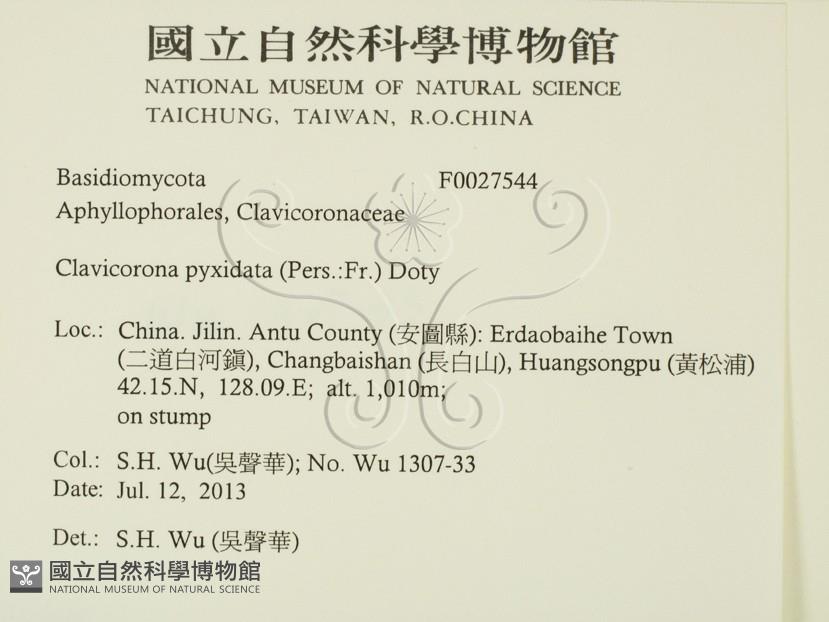 國立自然科學博物館
NATIONAL MUSEUM OF NATURAL SCIENCE
TAICHUNG, TAIWAN, R.O.CHINA
Basidiomycota F0027544
Aphyllophorales, Clavicoronaceae
Clavicorona pyxidata (Pers.:Fr.) Doty
Loc.: China. Jilin. Antu County (安圖縣): Erdaobaihe Town
(二道白河鎮), Changbaishan (長白山), Huangsongpu (黃松浦)
42.15.N, 128.09.E; alt. 1,010m;
on stump
Col.: S.H. Wu(吳聲華); No. Wu 1307-33
Date: Jul. 12, 2013
Det.: S.H. Wu (吳聲華)
國立自然科學博物館
NATIONAL MUSEUM OF NATURAL SCIENCE